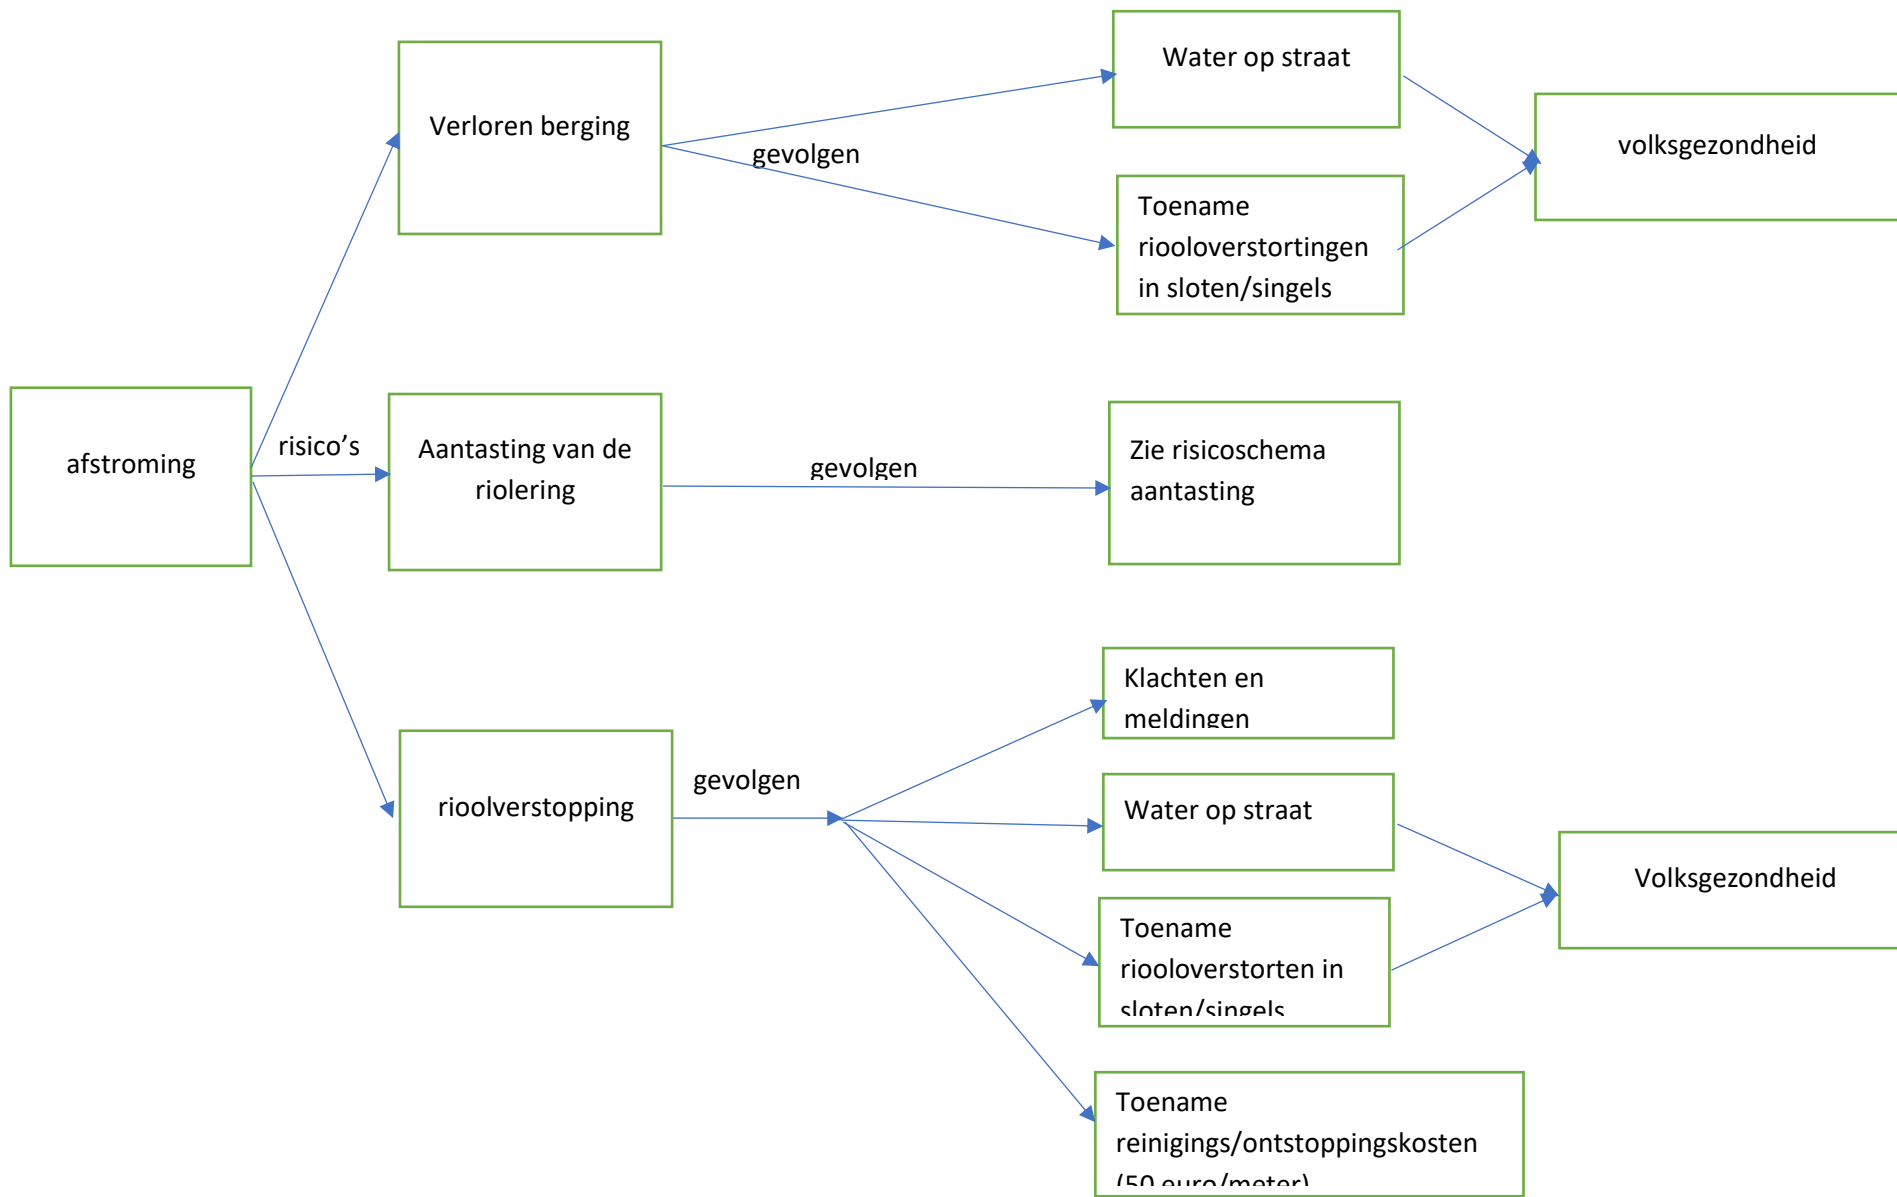 Water op straat
Verloren berging
gevolgen
volksgezondheid
Toename
riooloverstortingen
in sloten/singels
afstroming
risico's
Aantasting van de
riolering
gevolgen
Zie risicoschema
aantasting
Klachten en
meldingen
rioolverstopping
gevolgen
Water op straat
Volksgezondheid
Toename
riooloverstorten in
sloten/singels
Toename
reinigings/ontstoppingskosten
(50 euro/meter)